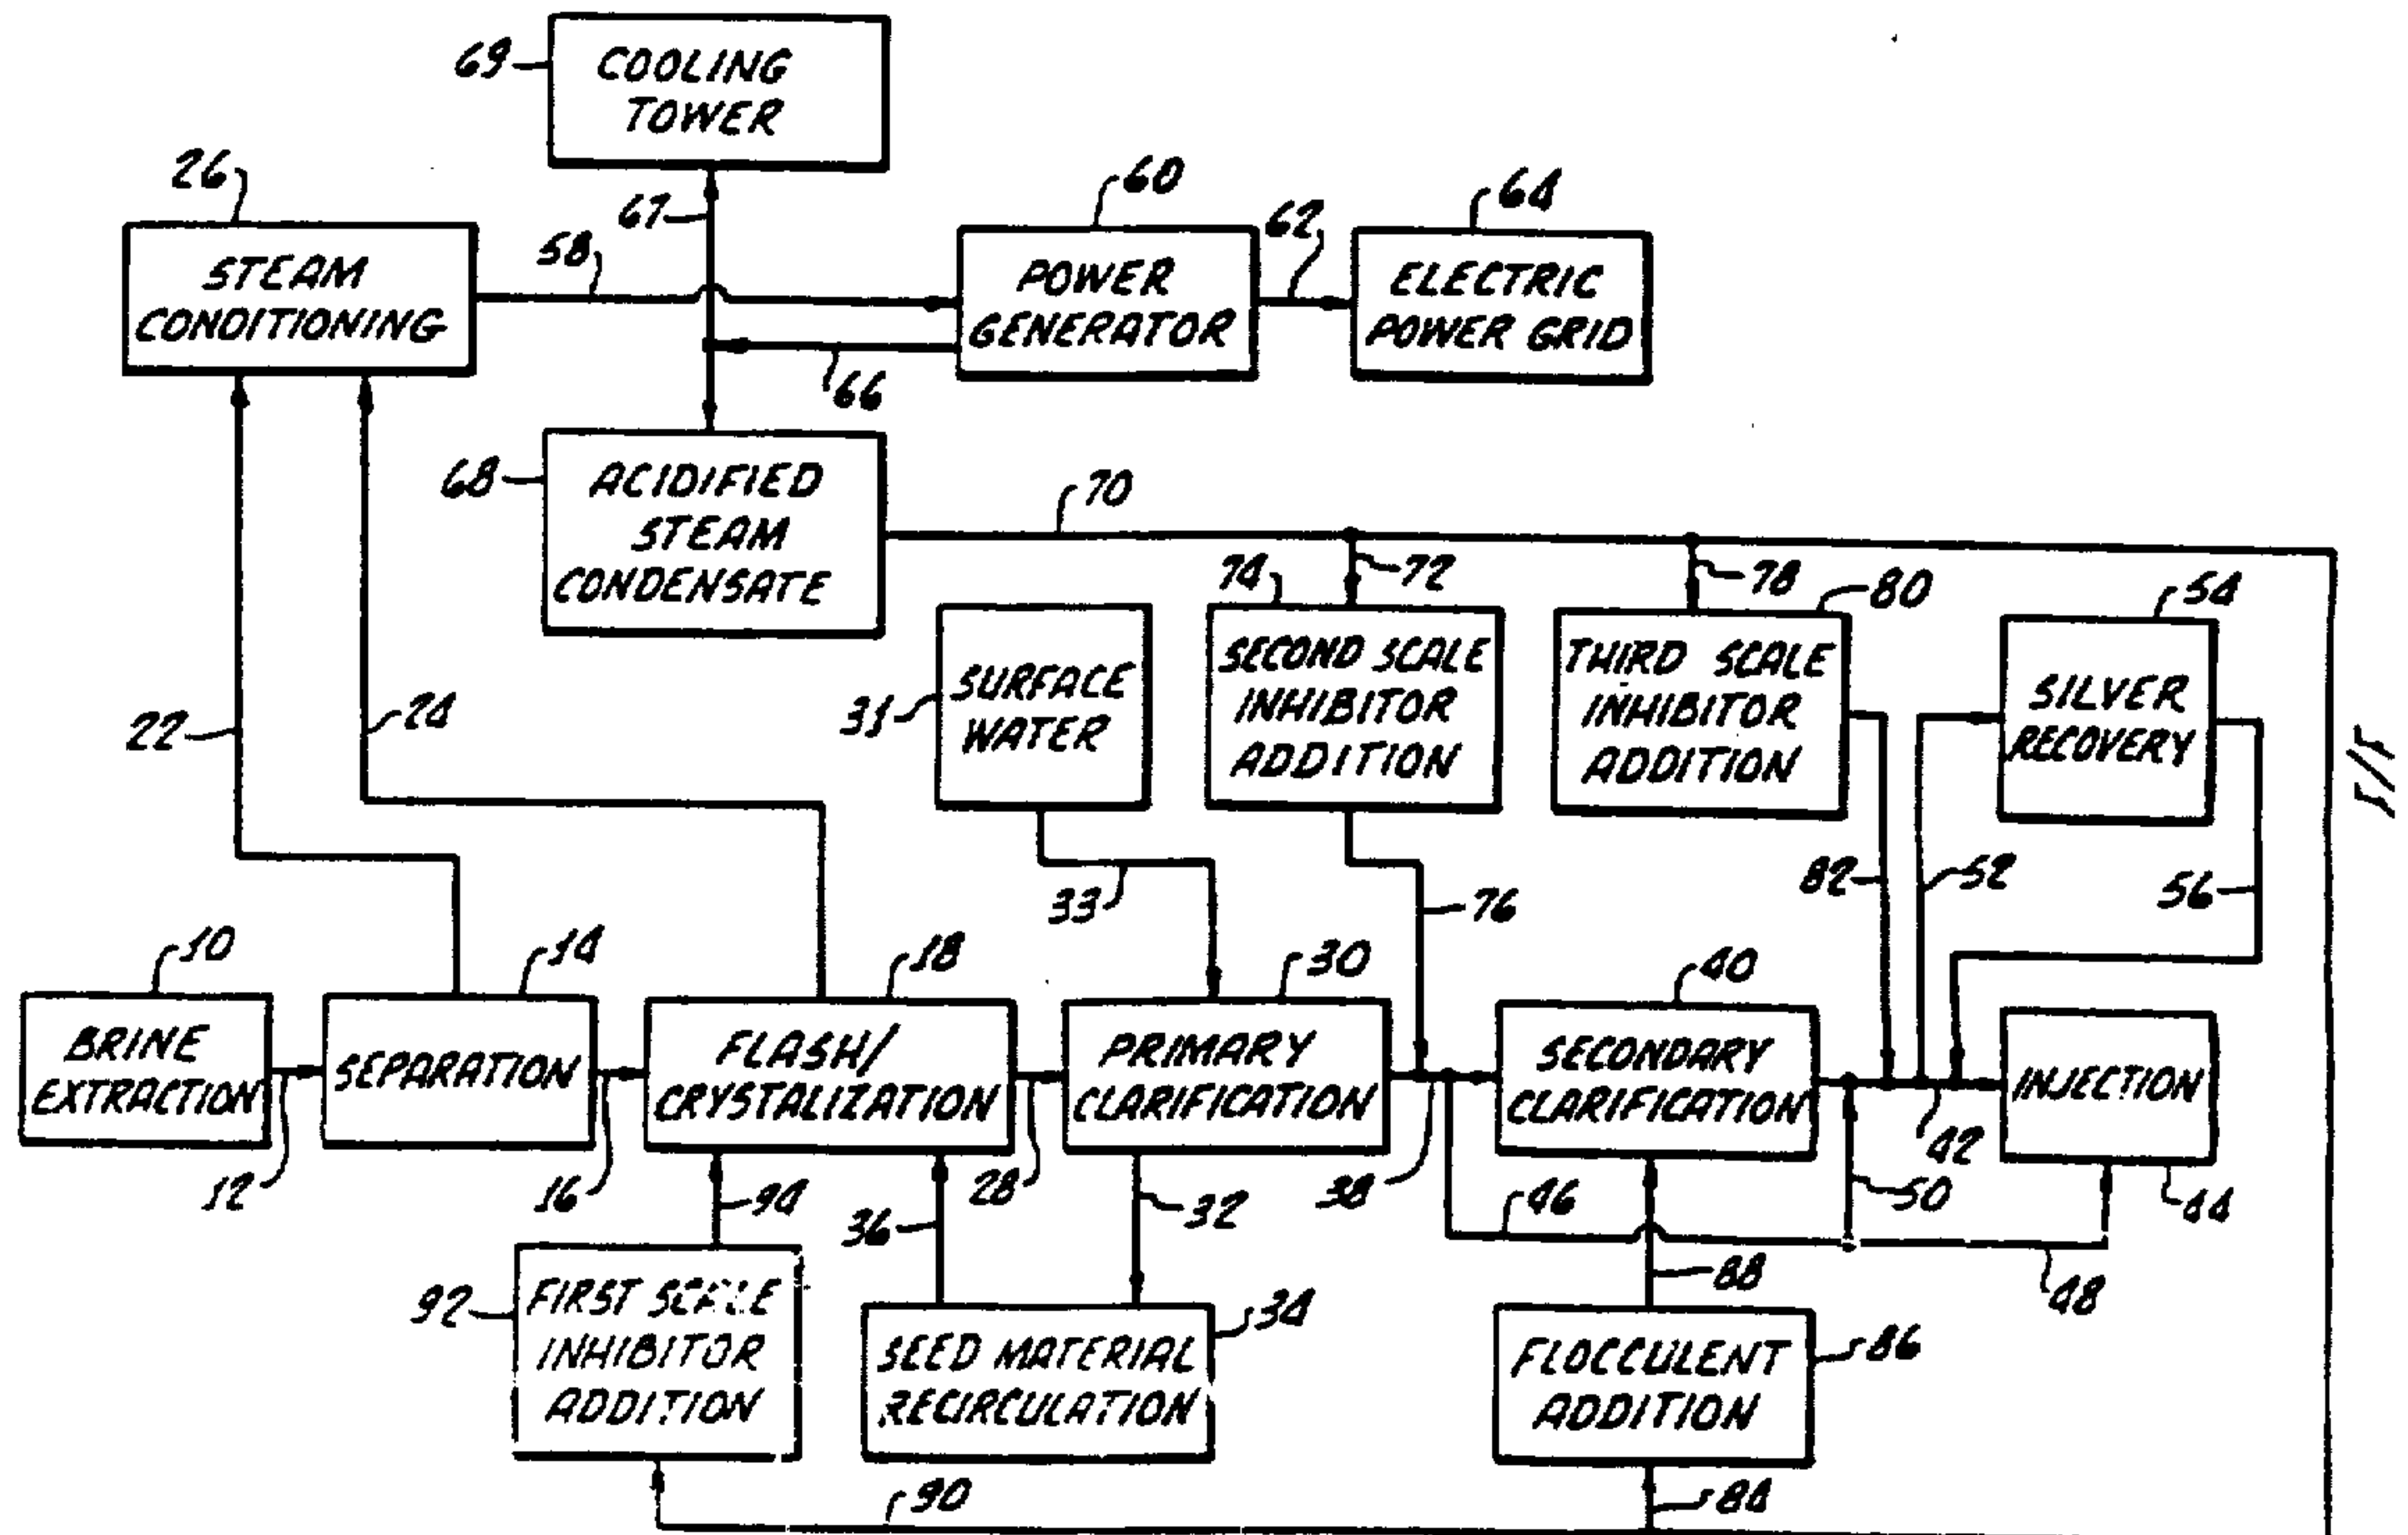 69
COOLING
TOWER
26
67
60
62
64
STEAM
CONDITIONING
58
POWER
GENERATOR
ELECTRIC
POWER GRID
66
68
ACIDIFIED
STEAM
CONDENSATE
70
74
72
78
80
54
22
24
31
SURFACE
WATER
SECOND SCALE
INHIBITOR
ADDITION
THIRD SCALE
INHIBITOR
ADDITION
SILVER
RECOVERY
1/1
33
76
82
52
56
10
14
18
30
40
BRINE
EXTRACTION
SEPARATION
FLASH/
CRYSTALIZATION
PRIMARY
CLARIFICATION
SECONDARY
CLARIFICATION
INJECTION
12
16
94
36
28
32
38
46
50
42
44
92
FIRST SCALE
INHIBITOR
ADDITION
SEED MATERIAL
RECIRCULATION
34
88
FLOCCULENT
ADDITION
86
48
90
84